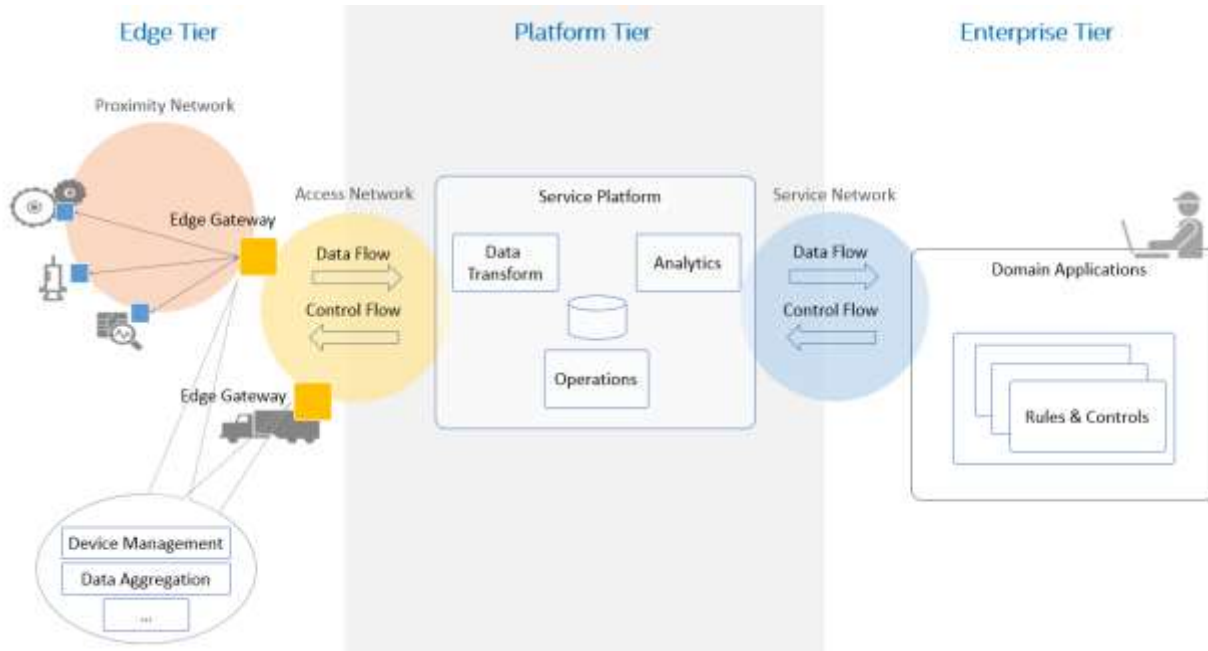 Edge Tier
Platform Tier
Enterprise Tier
Proximity Network
Access Network
Service Platform
Service Network
Edge Gateway
Data Flow
Data
Transform
Analytics
Data Flow
Domain Applications
Control Flow
Control Flow
Operations
Edge Gateway
Rules & Controls
Device Management
Data Aggregation
...